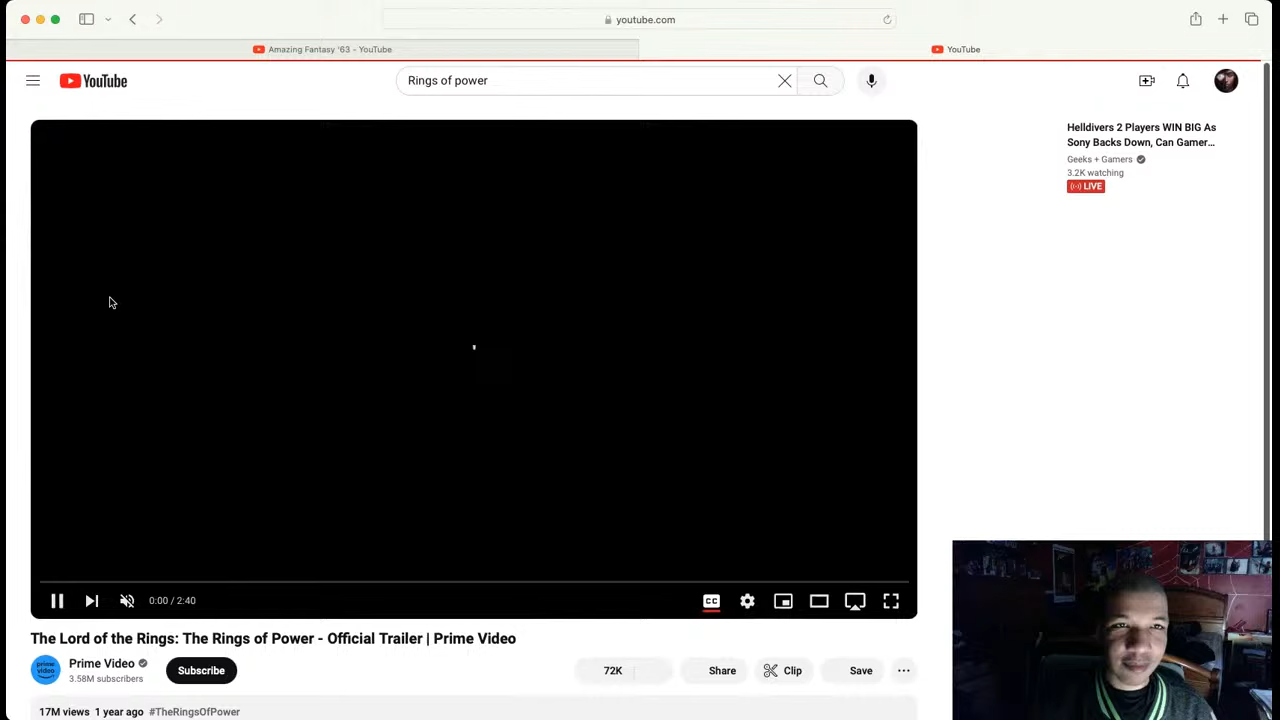 youtube.com
Amazing Fantasy '63 - YouTube
YouTube
YouTube
Rings of power
Helldivers 2 Players WIN BIG As
Sony Backs Down, Can Gamer...
Geeks + Gamers
3.2K watching
LIVE
CC
0:00 / 2:40
The Lord of the Rings: The Rings of Power - Official Trailer | Prime Video
prime video
Prime Video
3.58M subscribers
Subscribe
72K
Share
Clip
Save
17M views 1 year ago #TheRingsOfPower